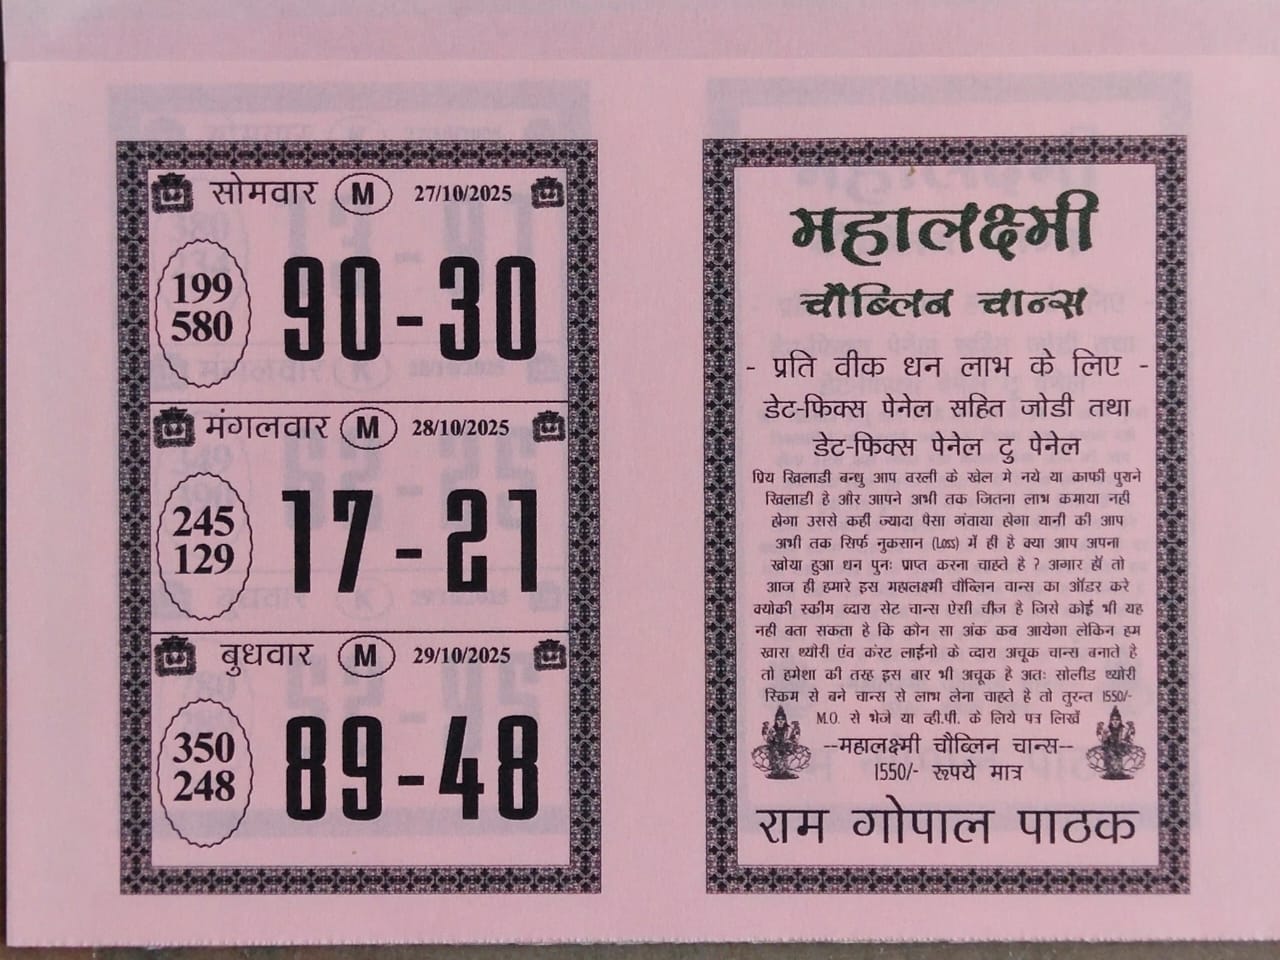 सोमवार M 27/10/2025
199
580
90-30
मंगलवार M 28/10/2025
245
129
17-21
बुधवार M 29/10/2025
350
248
89-48
महालक्ष्मी
चौब्लिन चान्स
- प्रति वीक धन लाभ के लिए -
डेट-फिक्स पेनेल सहित जोडी तथा
डेट-फिक्स पेनेल टु पेनेल
प्रिय खिलाडी बन्धु आप वरली के खेल मे नये या काफी पुराने
खिलाडी है और आपने अभी तक जितना लाभ कमाया नही
होगा उससे कहीं ज्यादा पैसा गंवाया होगा यानी की आप
अभी तक सिर्फ नुकसान (Loss) में ही है क्या आप अपना
खोया हुआ धन पुनः प्राप्त करना चाहते है ? अगार हाँ तो
आज ही हमारे इस महालक्ष्मी चौब्लिन चान्स का ऑडर करे
क्योकी स्कीम व्दारा सेट चान्स ऐसी चीज है जिसे कोई भी यह
नही बता सकता है कि कौन सा अंक कब आयेगा लेकिन हम
खास थ्योरी एंव करंट लाईनो के व्दारा अचूक चान्स बनाते है
तो हमेशा की तरह इस बार भी अचूक है अतः सोलीड थ्योरी
स्किम से बने चान्स से लाभ लेना चाहते है तो तुरन्त 1550/-
M.O. से भेजे या व्ही.पी. के लिये पत्र लिखें
--महालक्ष्मी चौब्लिन चान्स--
1550/- रूपये मात्र
राम गोपाल पाठक